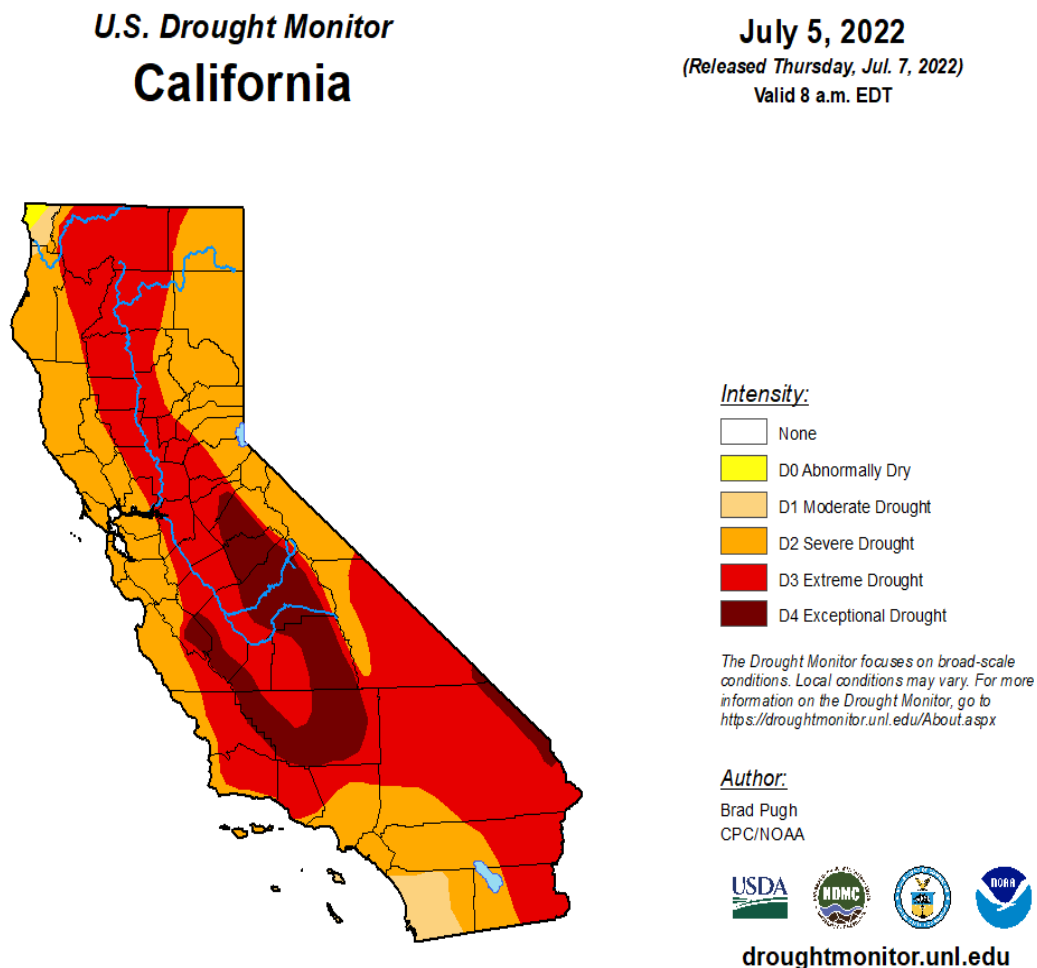 U.S. Drought Monitor
California
July 5, 2022
(Released Thursday, Jul. 7, 2022)
Valid 8 a.m. EDT
Intensity:
None
D0 Abnormally Dry
D1 Moderate Drought
D2 Severe Drought
D3 Extreme Drought
D4 Exceptional Drought
The Drought Monitor focuses on broad-scale
conditions. Local conditions may vary. For more
information on the Drought Monitor, go to
https://droughtmonitor.unl.edu/About.aspx
Author:
Brad Pugh
CPC/NOAA
USDA
NDMC
NOAA
droughtmonitor.unl.edu